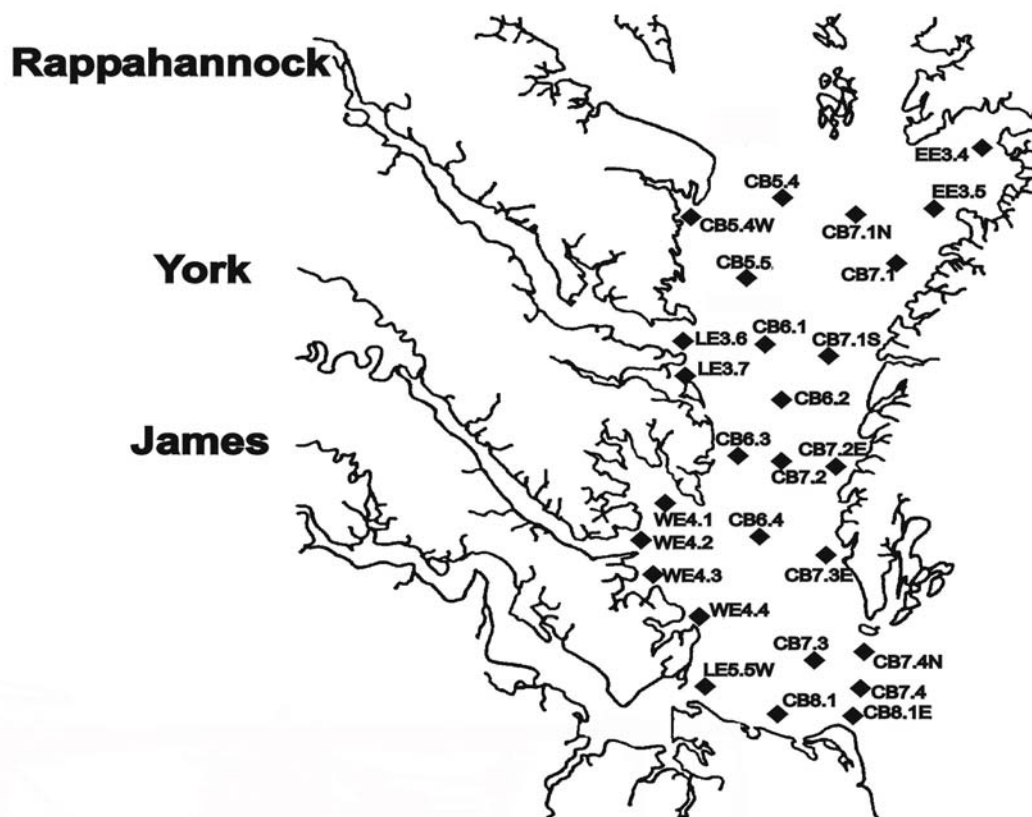 Rappahannock
EE3.4
CB5.4
EE3.5
CB5.4W
CB7.1N
York
CB5.5
CB7.1
LE3.6
CB6.1
CB7.1S
LE3.7
CB6.2
James
CB6.3
CB7.2E
CB7.2
WE4.1
CB6.4
WE4.2
CB7.3E
WE4.3
WE4.4
CB7.3
CB7.4N
LE5.5W
CB7.4
CB8.1
CB8.1E